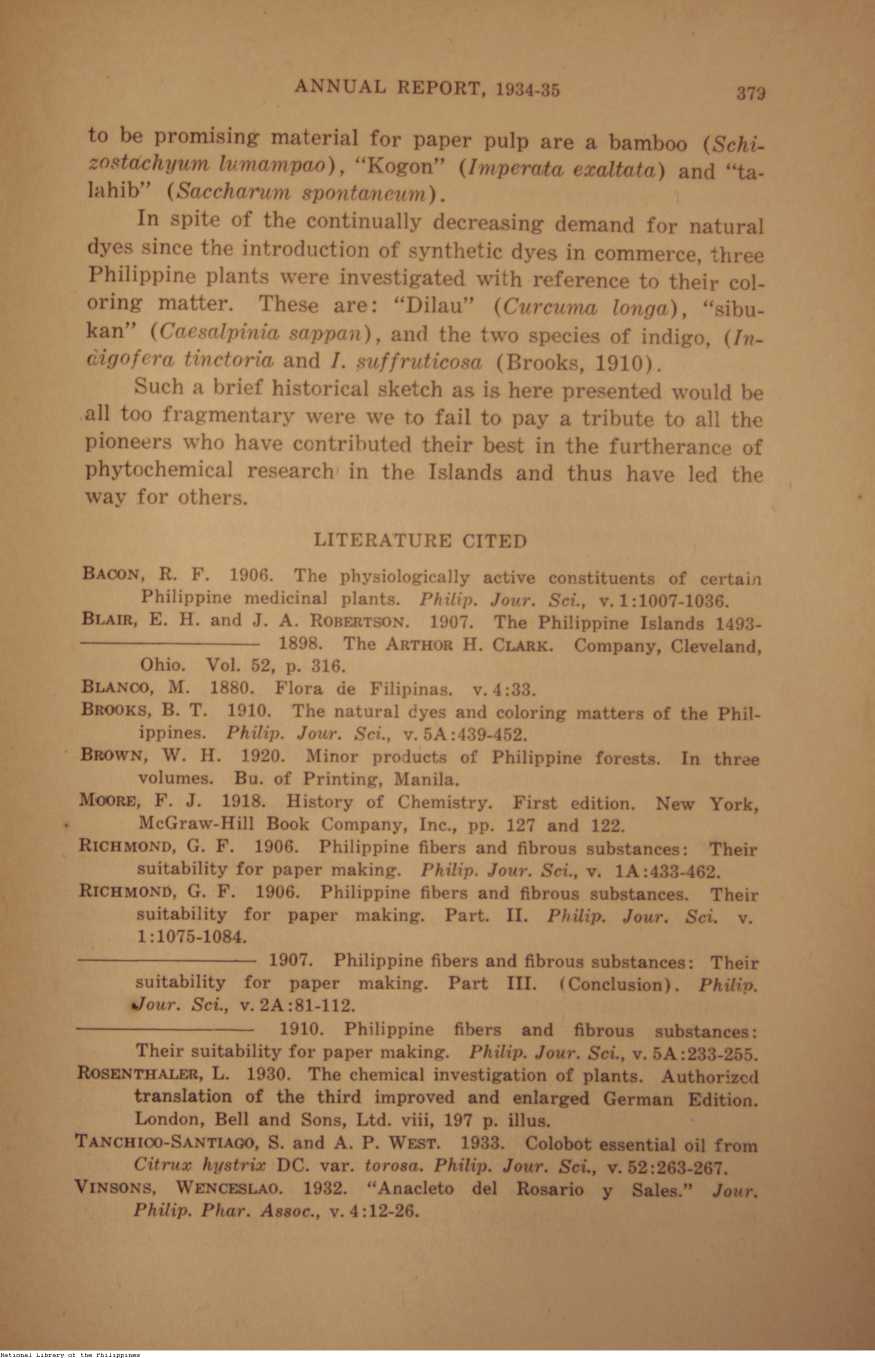 ANNUAL REPORT, 1934-35 379
to be promising material for paper pulp are a bamboo (Schi-
zostachyum lumampao), "Kogon" (Imperata exaltata) and "ta-
lahib" (Saccharum spontaneum).
In spite of the continually decreasing demand for natural
dyes since the introduction of synthetic dyes in commerce, three
Philippine plants were investigated with reference to their col-
oring matter. These are: "Dilau" (Curcuma longa), "sibu-
kan" (Caesalpinia sappan), and the two species of indigo, (In-
digofera tinctoria and I. suffruticosa (Brooks, 1910).
Such a brief historical sketch as is here presented would be
all too fragmentary were we to fail to pay a tribute to all the
pioneers who have contributed their best in the furtherance of
phytochemical research in the Islands and thus have led the
way for others.
LITERATURE CITED
BACON, R. F. 1906. The physiologically active constituents of certain
Philippine medicinal plants. Philip. Jour. Sci., v. 1:1007-1036.
BLAIR, E. H. and J. A. ROBERTSON. 1907. The Philippine Islands 1493-
——— 1898. The ARTHOR H. CLARK. Company, Cleveland,
Ohio. Vol. 52, p. 316.
BLANCO, M. 1880. Flora de Filipinas. v. 4:33.
BROOKS, B. T. 1910. The natural dyes and coloring matters of the Phil-
ippines. Philip. Jour. Sci., v. 5A:439-452.
BROWN, W. H. 1920. Minor products of Philippine forests. In three
volumes. Bu. of Printing, Manila.
MOORE, F. J. 1918. History of Chemistry. First edition. New York,
McGraw-Hill Book Company, Inc., pp. 127 and 122.
RICHMOND, G. F. 1906. Philippine fibers and fibrous substances: Their
suitability for paper making. Philip. Jour. Sci., v. 1A:433-462.
RICHMOND, G. F. 1906. Philippine fibers and fibrous substances. Their
suitability for paper making. Part. II. Philip. Jour. Sci. v.
1:1075-1084.
——— 1907. Philippine fibers and fibrous substances: Their
suitability for paper making. Part III. (Conclusion). Philip.
Jour. Sci., v. 2A:81-112.
——— 1910. Philippine fibers and fibrous substances:
Their suitability for paper making. Philip. Jour. Sci., v. 5A:233-255.
ROSENTHALER, L. 1930. The chemical investigation of plants. Authorized
translation of the third improved and enlarged German Edition.
London, Bell and Sons, Ltd. viii, 197 p. illus.
TANCHICO-SANTIAGO, S. and A. P. WEST. 1933. Colobot essential oil from
Citrux hystrix DC. var. torosa. Philip. Jour. Sci., v. 52:263-267.
VINSONS, WENCESLAO. 1932. "Anacleto del Rosario y Sales." Jour.
Philip. Phar. Assoc., v. 4:12-26.
National Library of the Philippines